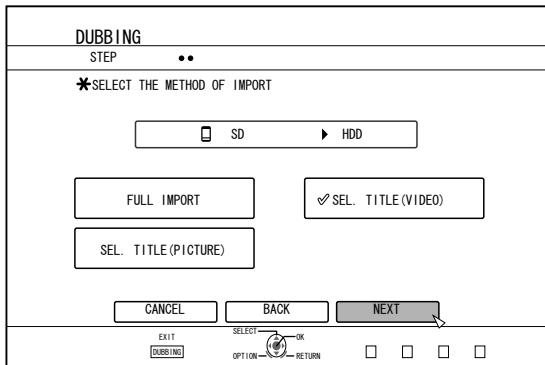 DUBBING
STEP
*SELECT THE METHOD OF IMPORT
SD ▶ HDD
FULL IMPORT
✓SEL. TITLE(VIDEO)
SEL. TITLE(PICTURE)
CANCEL
BACK
NEXT
EXIT
DUBBING
SELECT
OK
OPTION
RETURN